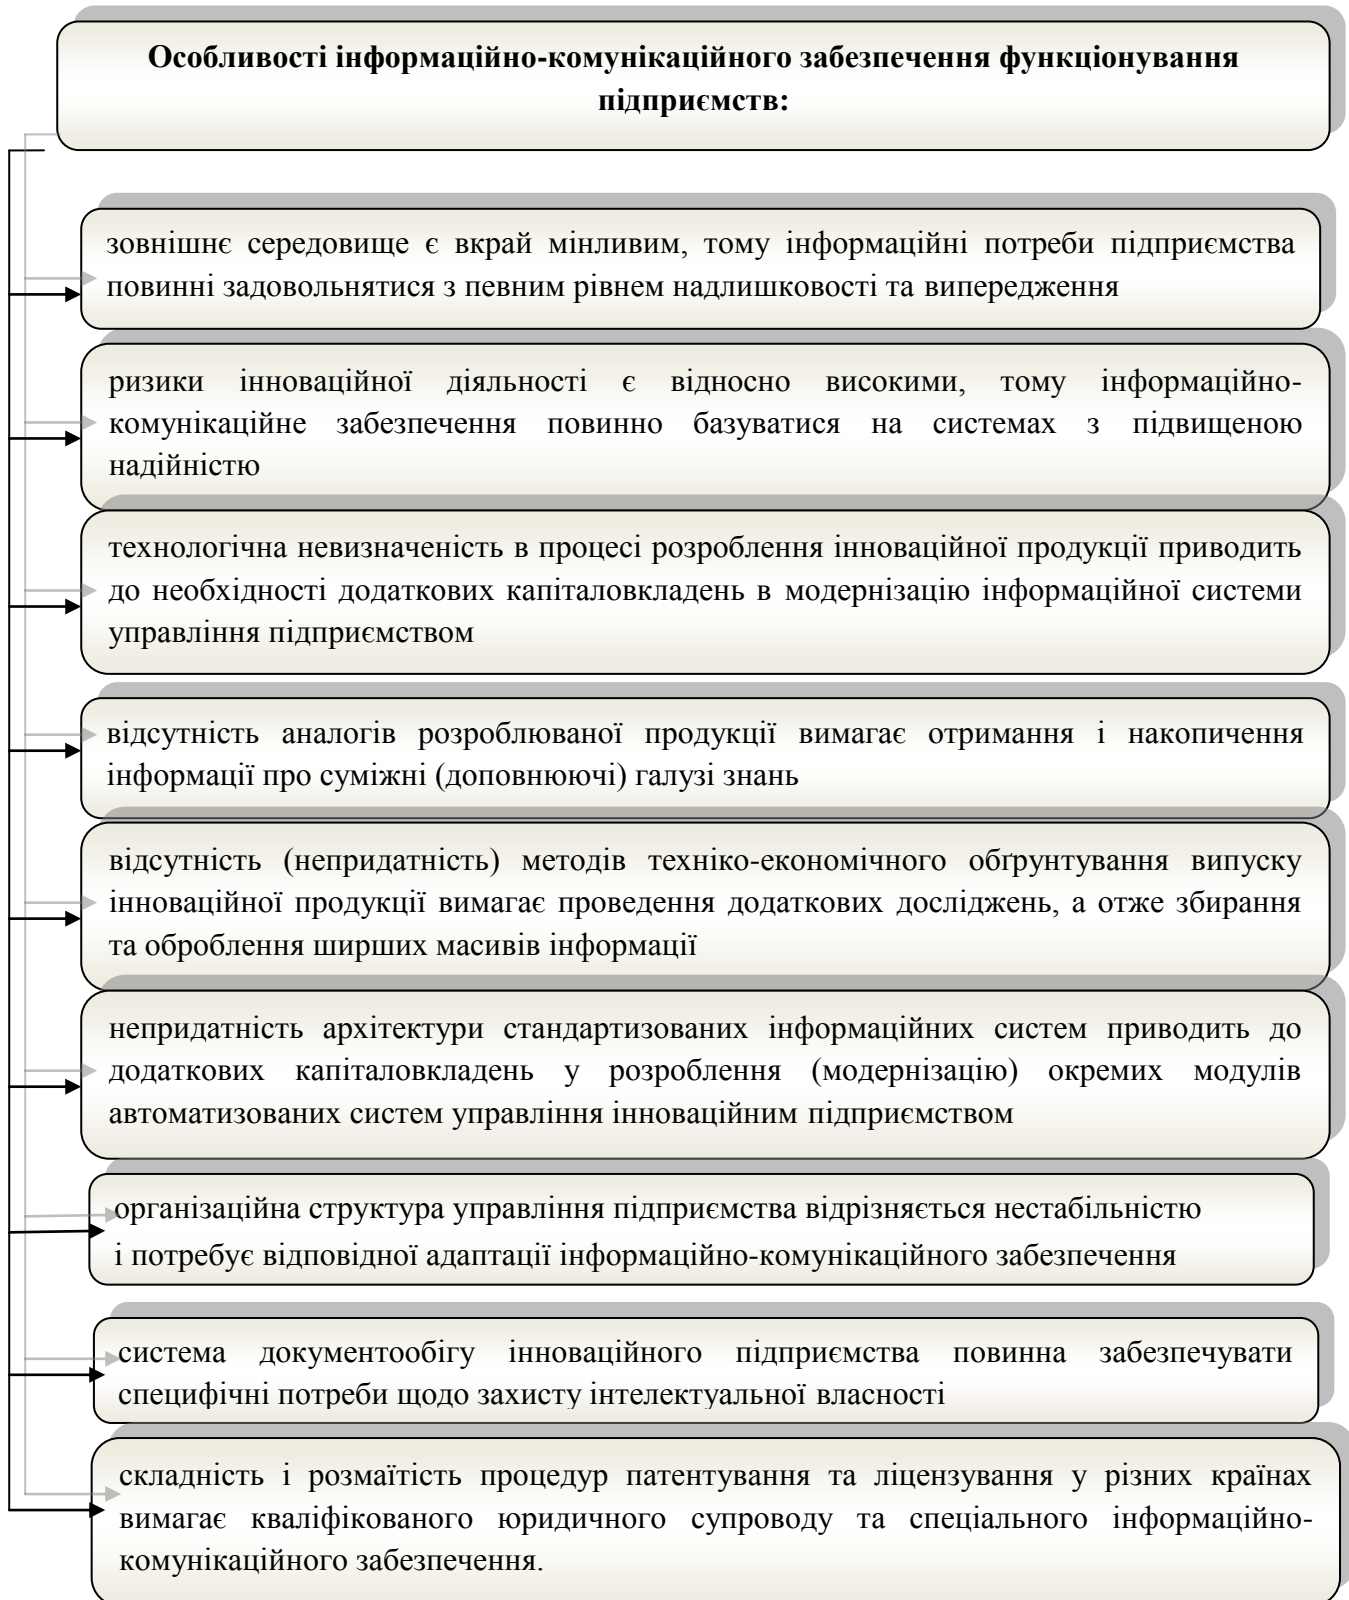 Особливості інформаційно-комунікаційного забезпечення функціонування
підприємств:
зовнішнє середовище є вкрай мінливим, тому інформаційні потреби підприємства
повинні задовольнятися з певним рівнем надлишковості та випередження
ризики інноваційної діяльності є відносно високими, тому інформаційно-
комунікаційне забезпечення повинно базуватися на системах з підвищеною
надійністю
технологічна невизначеність в процесі розроблення інноваційної продукції приводить
до необхідності додаткових капіталовкладень в модернізацію інформаційної системи
управління підприємством
відсутність аналогів розроблюваної продукції вимагає отримання і накопичення
інформації про суміжні (доповнюючі) галузі знань
відсутність (непридатність) методів техніко-економічного обґрунтування випуску
інноваційної продукції вимагає проведення додаткових досліджень, а отже збирання
та оброблення ширших масивів інформації
непридатність архітектури стандартизованих інформаційних систем приводить до
додаткових капіталовкладень у розроблення (модернізацію) окремих модулів
автоматизованих систем управління інноваційним підприємством
організаційна структура управління підприємства відрізняється нестабільністю
і потребує відповідної адаптації інформаційно-комунікаційного забезпечення
система документообігу інноваційного підприємства повинна забезпечувати
специфічні потреби щодо захисту інтелектуальної власності
складність і розмаїтість процедур патентування та ліцензування у різних країнах
вимагає кваліфікованого юридичного супроводу та спеціального інформаційно-
комунікаційного забезпечення.